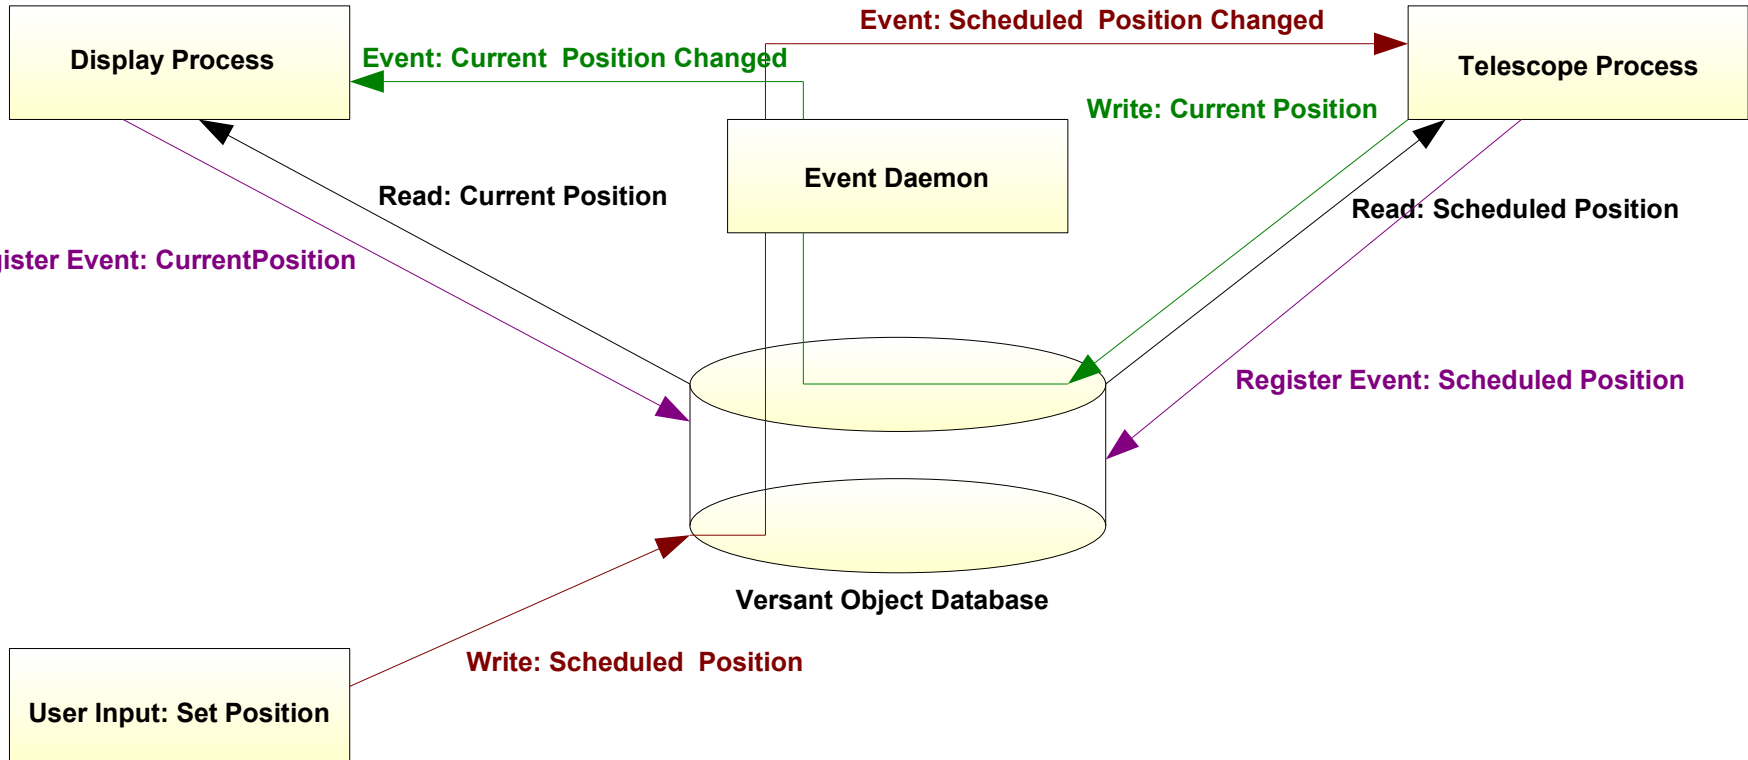 Event: Scheduled  Position Changed
Display Process
Event: Current  Position Changed
Telescope Process
Write: Current Position
Event Daemon
Read: Current Position
Read: Scheduled Position
gister Event: CurrentPosition
Register Event: Scheduled Position
Versant Object Database
Write: Scheduled  Position
User Input: Set Position